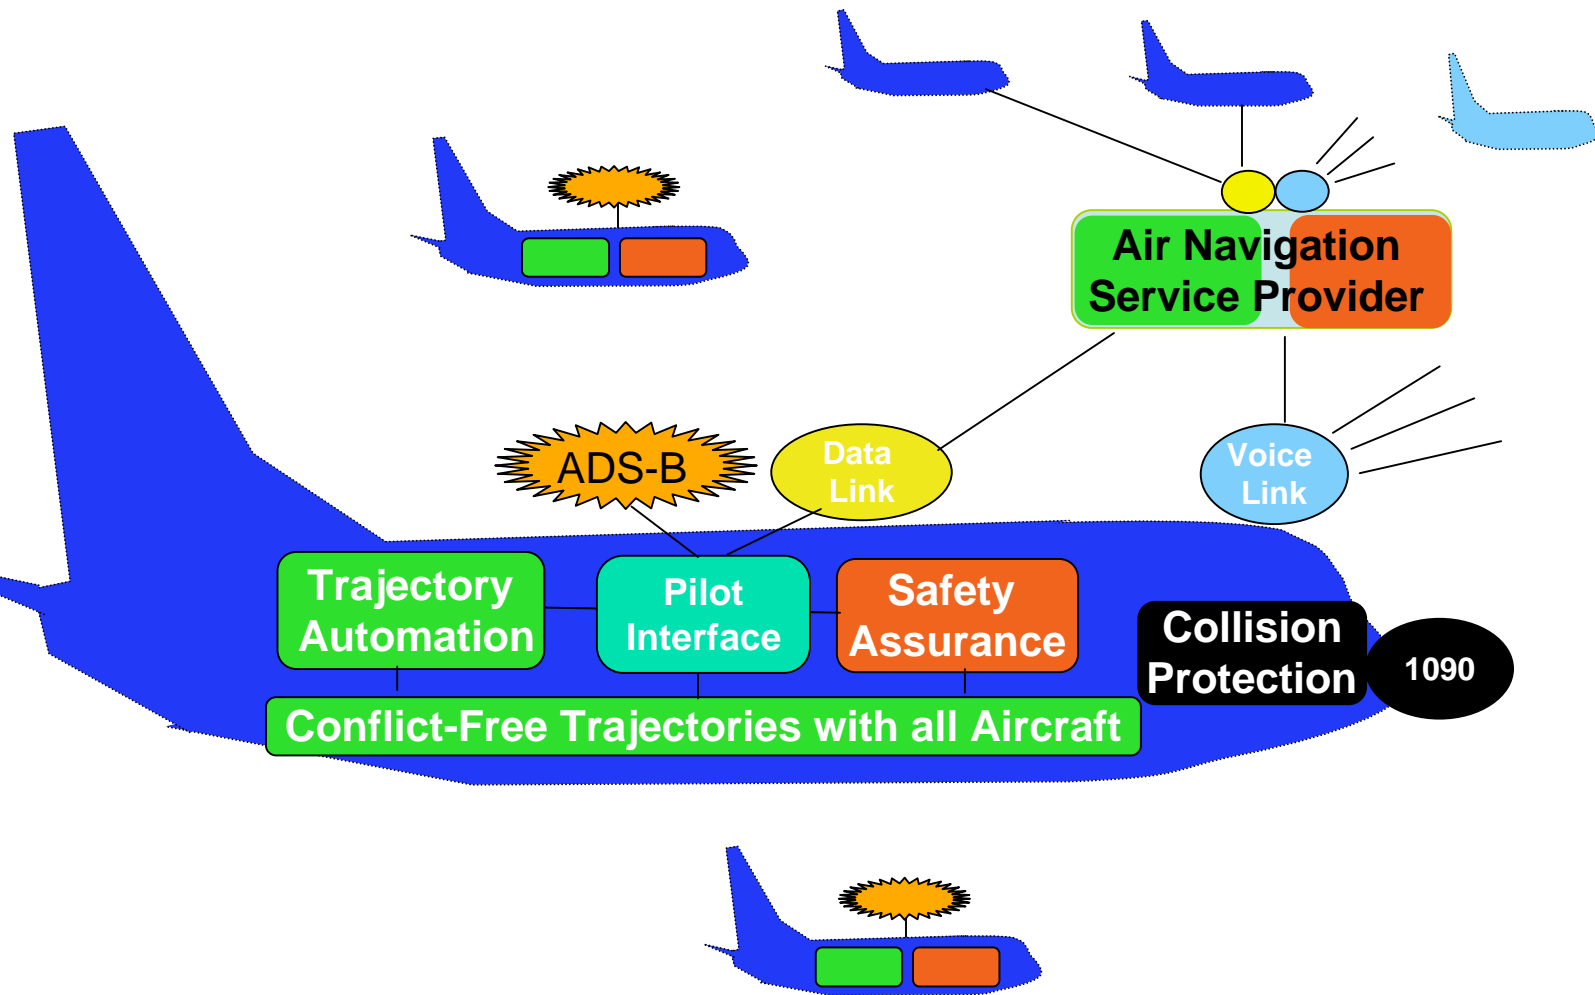 Air Navigation
Service Provider
ADS-B
Data
Link
Voice
Link
Trajectory
Automation
Pilot
Interface
Safety
Assurance
Collision
Protection
1090
Conflict-Free Trajectories with all Aircraft